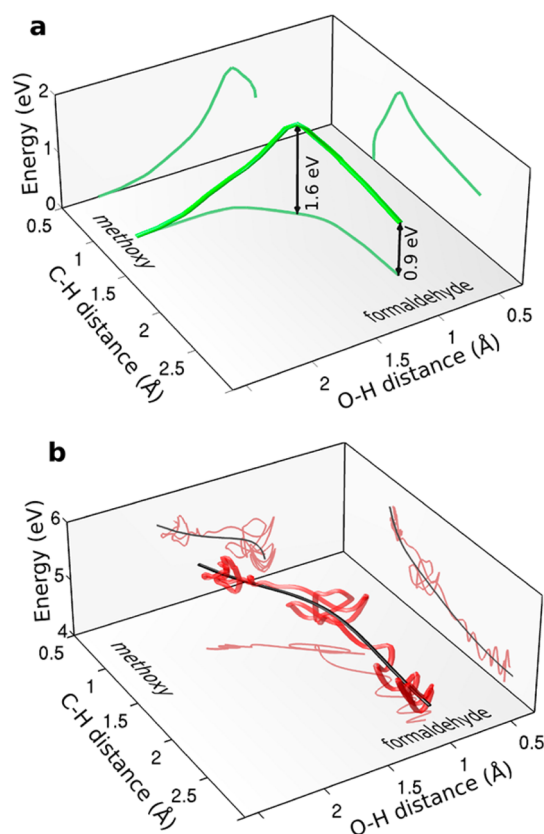 a
Energy (eV)
2
1
0
0.5
1
1.5
2
2.5
C-H distance (Å)
methoxy
1.6 eV
0.9 eV
formaldehyde
2
1.5
1
0.5
O-H distance (Å)
b
Energy (eV)
6
5
4
0.5
1
1.5
2
2.5
C-H distance (Å)
methoxy
formaldehyde
2
1.5
1
0.5
O-H distance (Å)